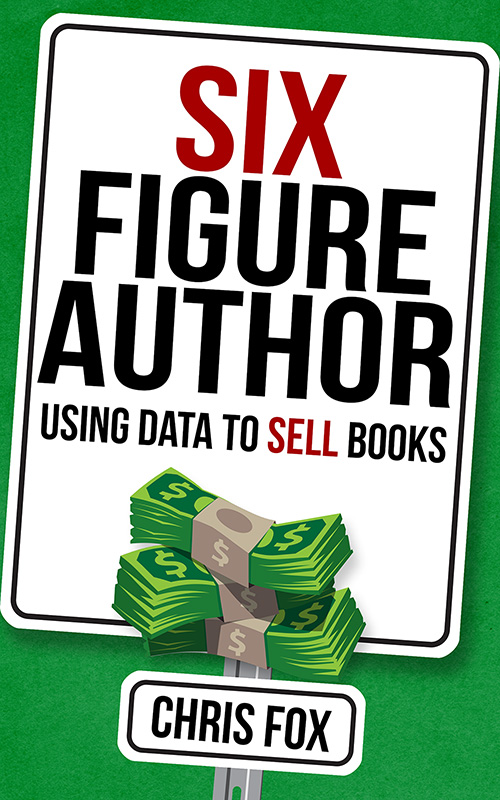 SIX
FIGURE
AUTHOR
USING DATA TO SELL BOOKS
$ $
$
$ $
$
$
CHRIS FOX